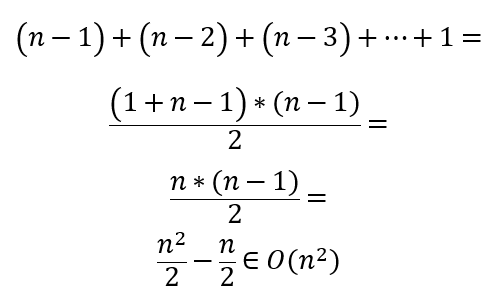 (n − 1) + (n − 2) + (n − 3) + ⋯ + 1 =
(1 + n − 1) ∗ (n − 1) / 2 =
n ∗ (n − 1) / 2 =
n²/2 − n/2 ∈ O(n²)